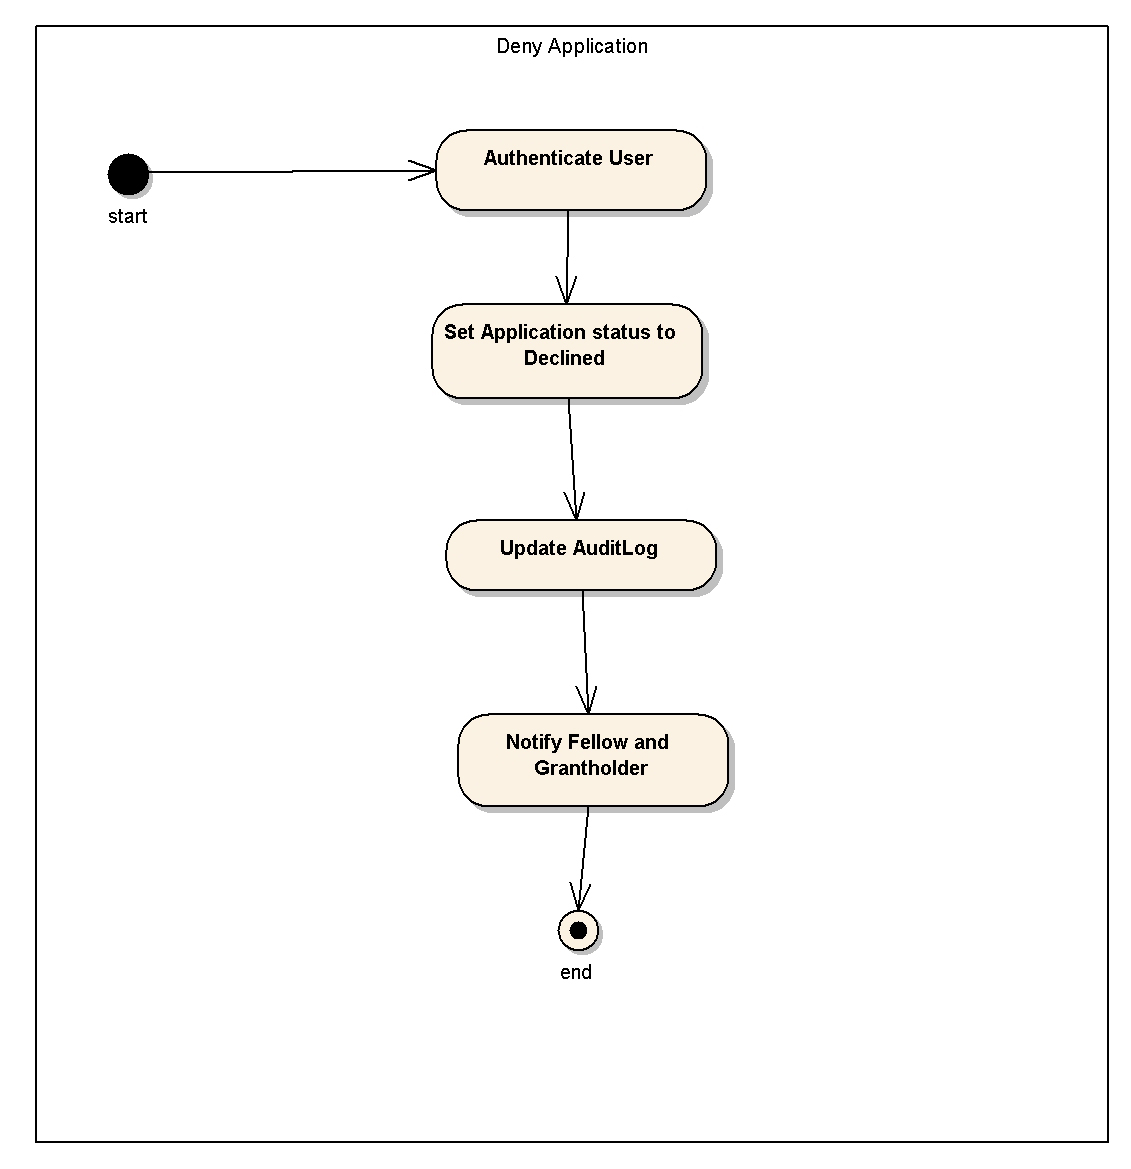 Deny Application
Authenticate User
start
Set Application status to
Declined
Update AuditLog
Notify Fellow and
Grantholder
end